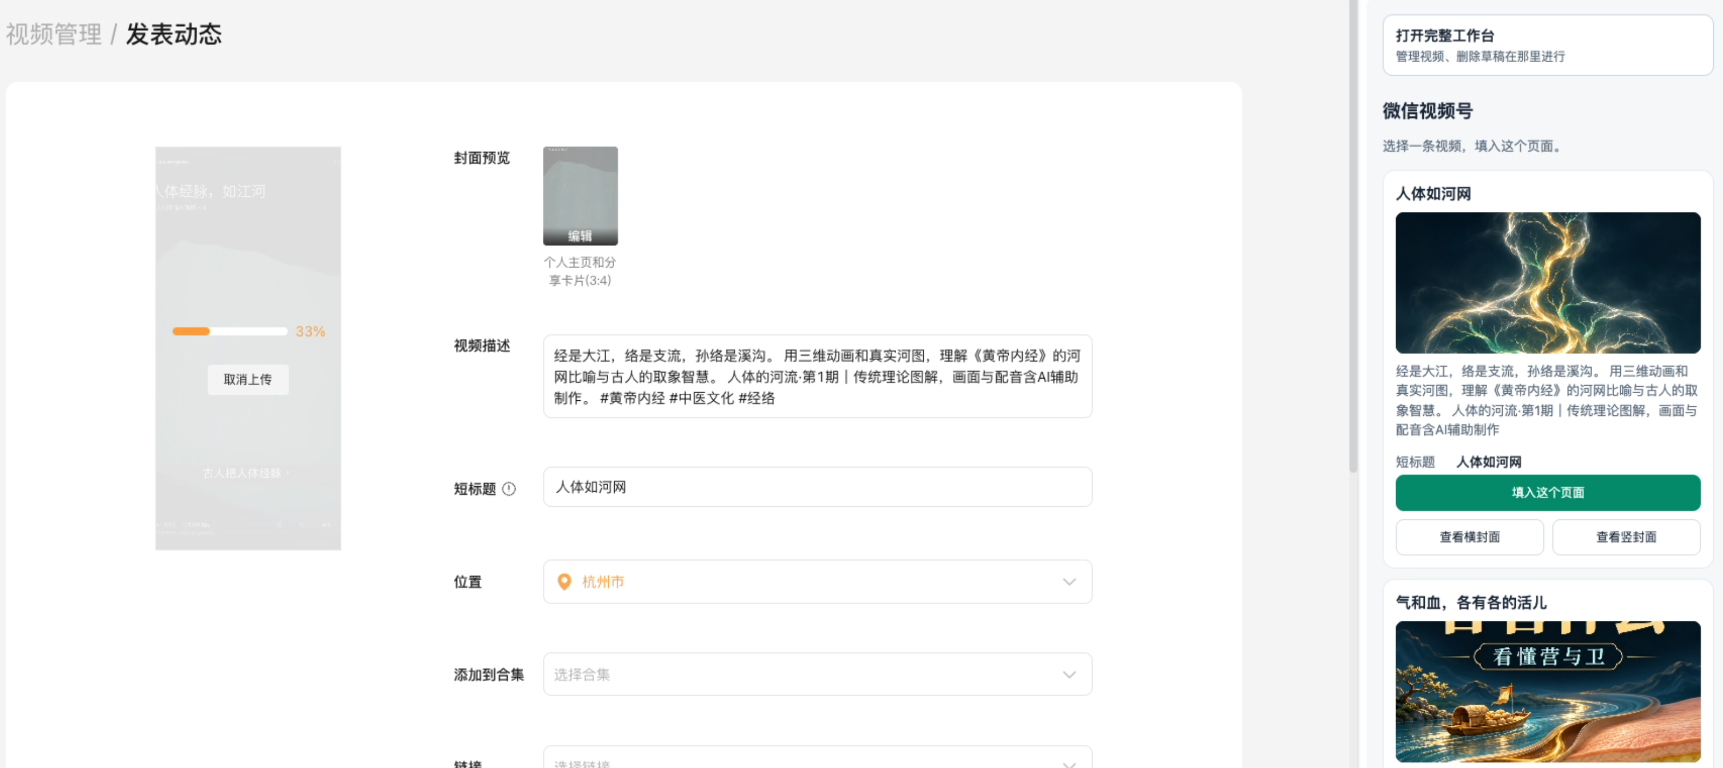 视频管理 / 发表动态
人体经脉，如江河
33%
取消上传
古人把人体经脉
封面预览
编辑
个人主页和分
享卡片(3:4)
视频描述
经是大江，络是支流，孙络是溪沟。 用三维动画和真实河图，理解《黄帝内经》的河
网比喻与古人的取象智慧。 人体的河流·第1期｜传统理论图解，画面与配音含AI辅助
制作。 #黄帝内经 #中医文化 #经络
短标题
人体如河网
位置
杭州市
添加到合集
选择合集
链接
选择链接
打开完整工作台
管理视频、删除草稿在那里进行
微信视频号
选择一条视频，填入这个页面。
人体如河网
经是大江，络是支流，孙络是溪沟。 用三维动画和
真实河图，理解《黄帝内经》的河网比喻与古人的取
象智慧。 人体的河流·第1期｜传统理论图解，画面与
配音含AI辅助制作
短标题 人体如河网
填入这个页面
查看横封面
查看竖封面
气和血，各有各的活儿
看懂营与卫